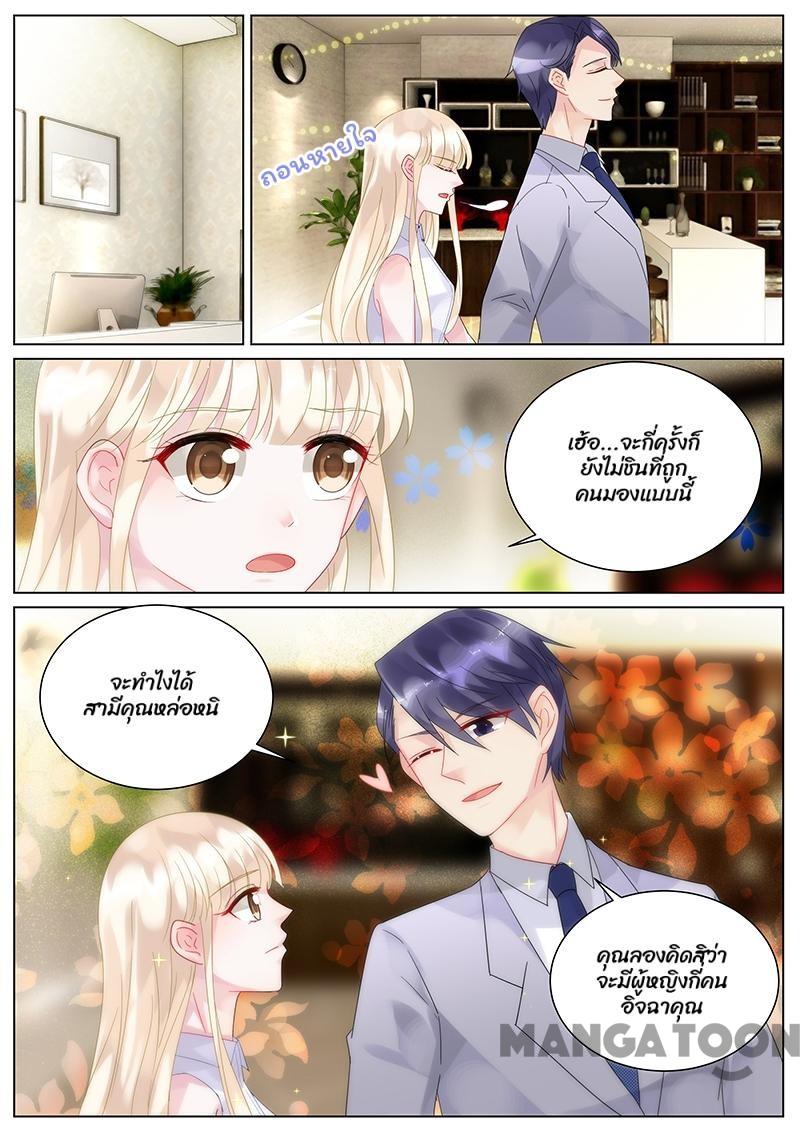 ถอนหายใจ
เฮ้อ...จะกี่ครั้งก็
ยังไม่ชินที่ถูก
คนมองแบบนี้
จะทำไงได้
สามีคุณหล่อหนิ
คุณลองคิดสิว่า
จะมีผู้หญิงกี่คน
อิจฉาคุณ
MANGATOON